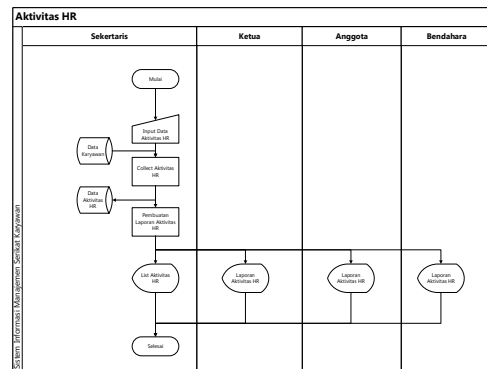 Aktivitas HR
Sekertaris
Ketua
Anggota
Bendahara
Sistem Informasi Manajemen Serikat Karyawan
Mulai
Input Data
Aktivitas HR
Data
Karyawan
Collect Aktivitas
HR
Data
Aktivitas
HR
Pembuatan
Laporan Aktivitas
HR
List Aktivitas
HR
Laporan
Aktivitas HR
Laporan
Aktivitas HR
Laporan
Aktivitas HR
Selesai